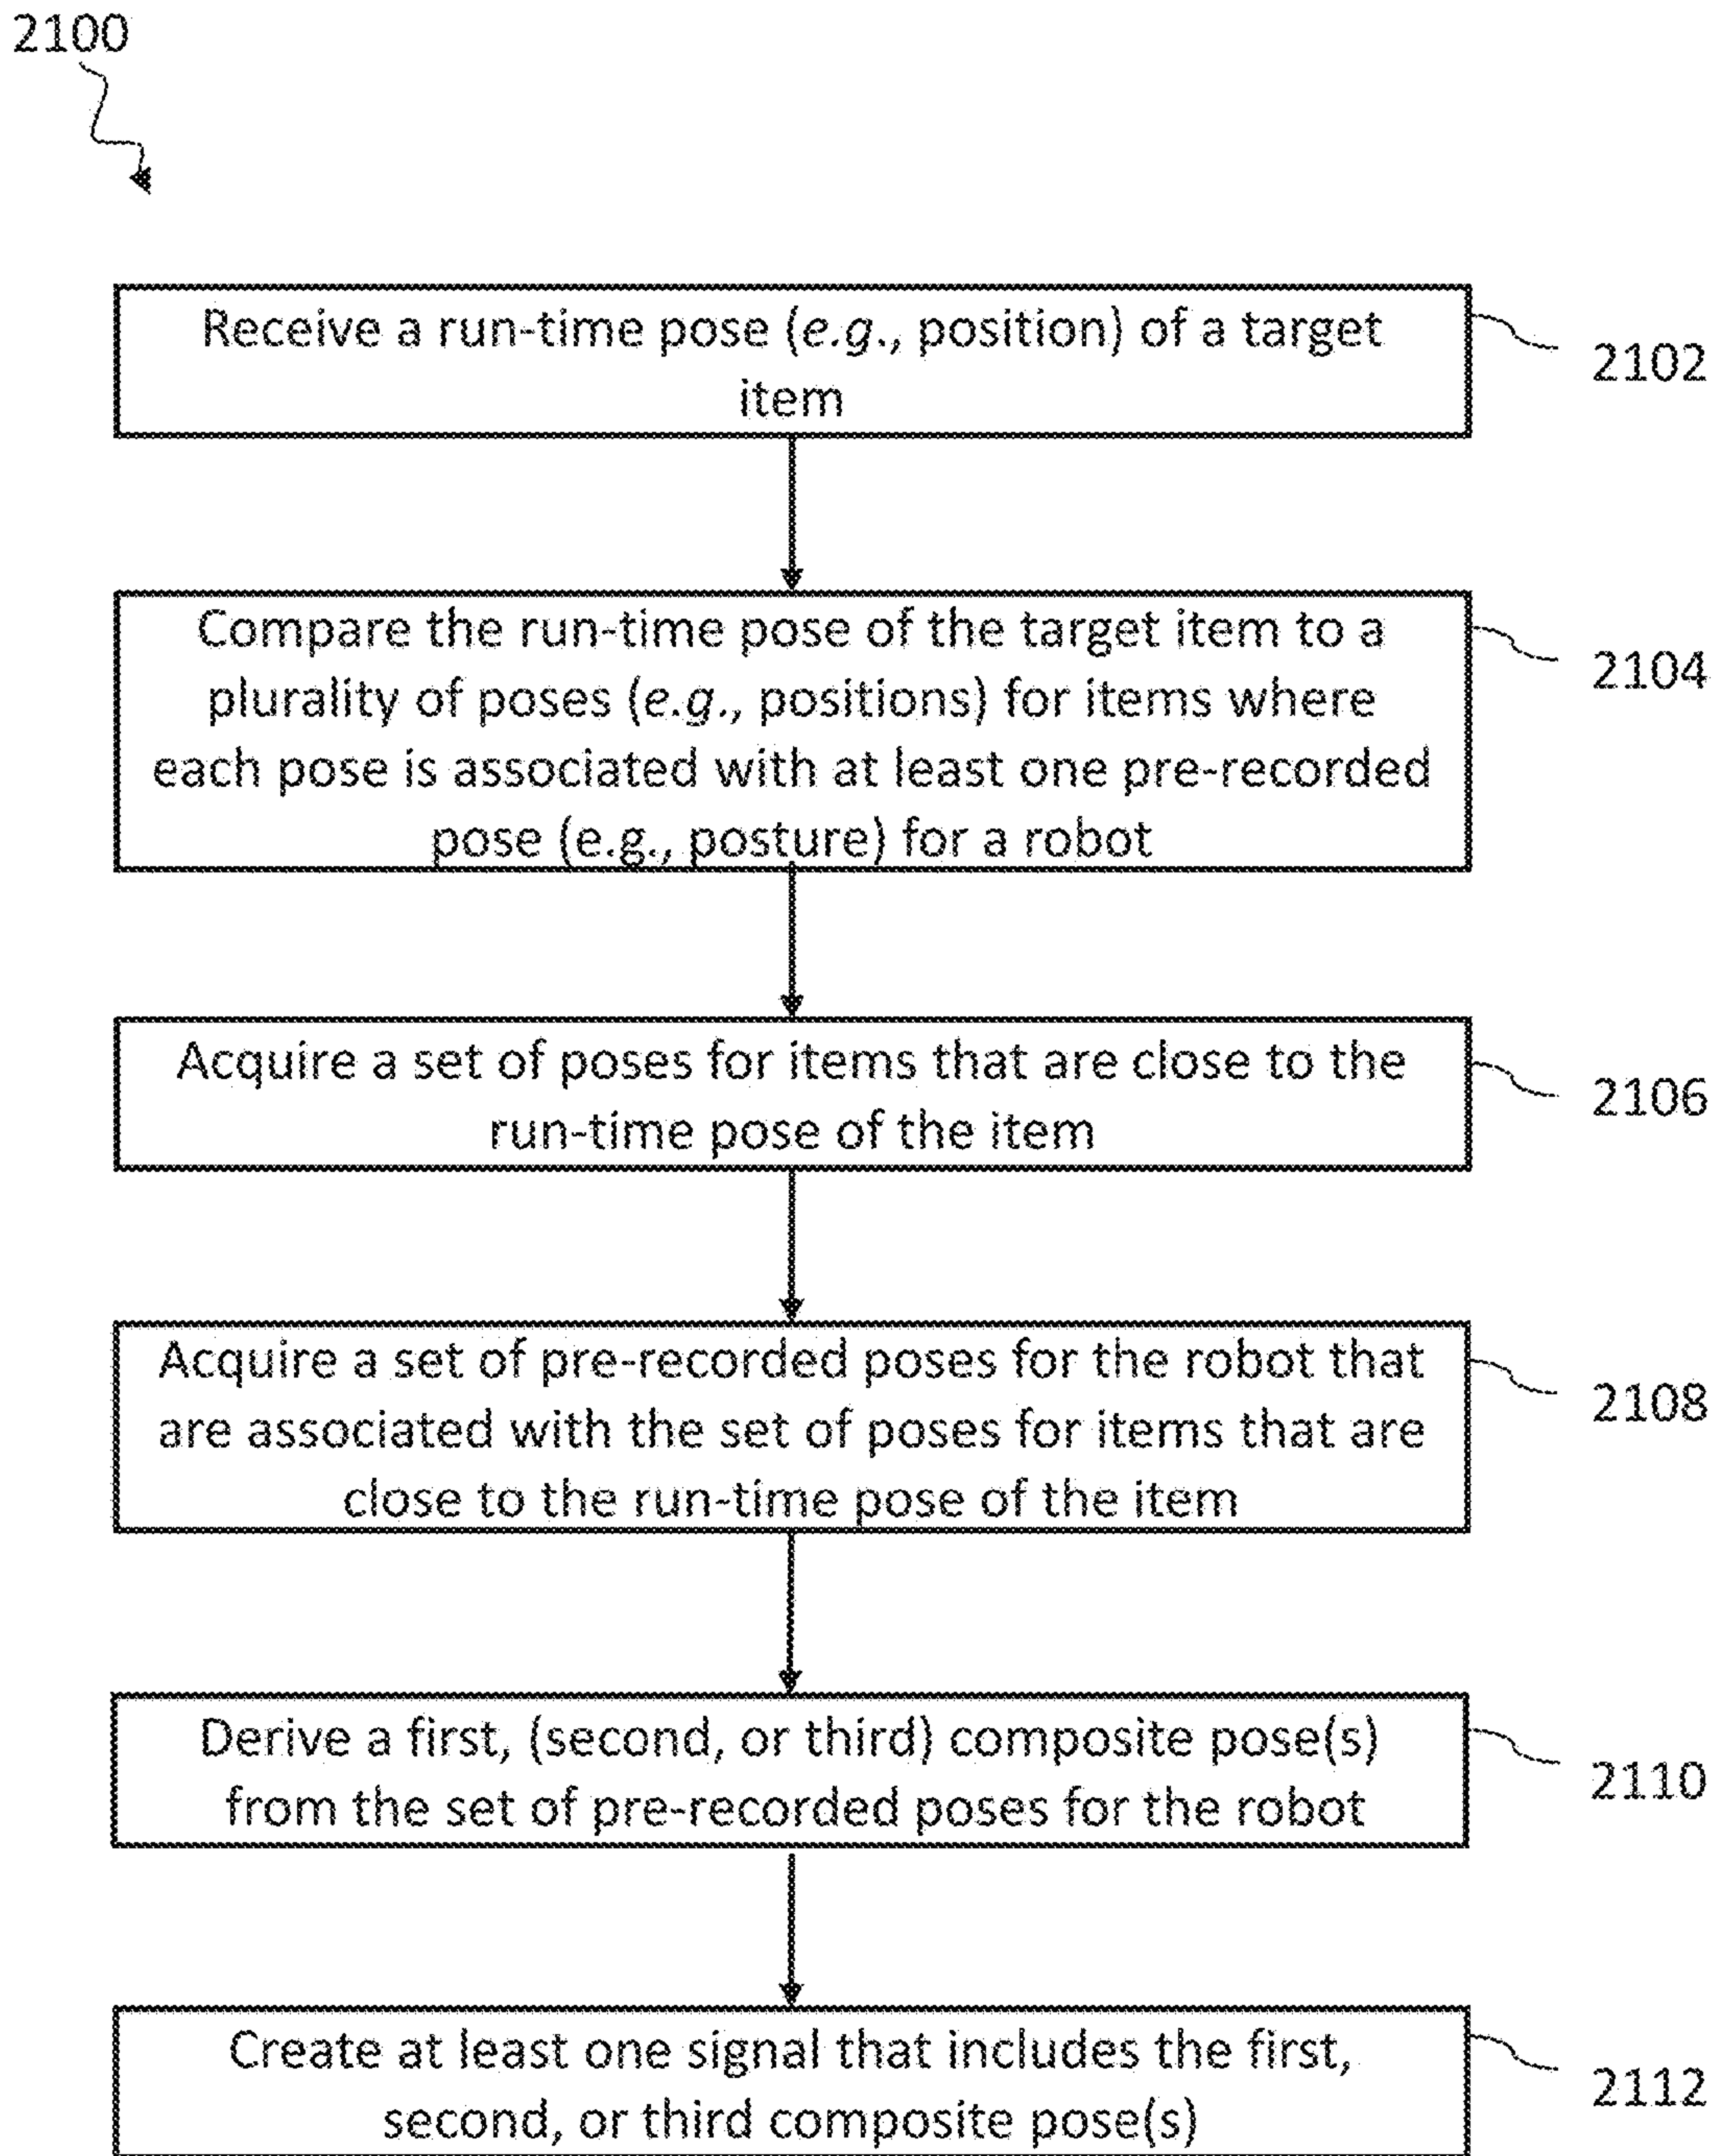 2100
Receive a run-time pose (e.g., position) of a target
item
2102
Compare the run-time pose of the target item to a
plurality of poses (e.g., positions) for items where
each pose is associated with at least one pre-recorded
pose (e.g., posture) for a robot
2104
Acquire a set of poses for items that are close to the
run-time pose of the item
2106
Acquire a set of pre-recorded poses for the robot that
are associated with the set of poses for items that are
close to the run-time pose of the item
2108
Derive a first, (second, or third) composite pose(s)
from the set of pre-recorded poses for the robot
2110
Create at least one signal that includes the first,
second, or third composite pose(s)
2112